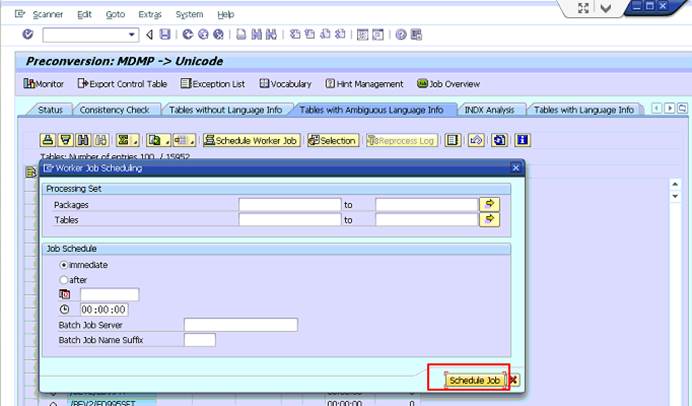 Scanner Edit Goto Extras System Help
Preconversion: MDMP -> Unicode
Monitor Export Control Table Exception List Vocabulary Hint Management Job Overview
Status Consistency Check Tables without Language Info Tables with Ambiguous Language Info INDX Analysis Tables with Language Info
Schedule Worker Job Selection Reprocess Log
Tables: Number of entries 100 / 15952
Worker Job Scheduling
Processing Set
Packages to
Tables to
Job Schedule
immediate
after
00:00:00
Batch Job Server
Batch Job Name Suffix
Schedule Job
/BEV2/ED995SET 00:00:00 0